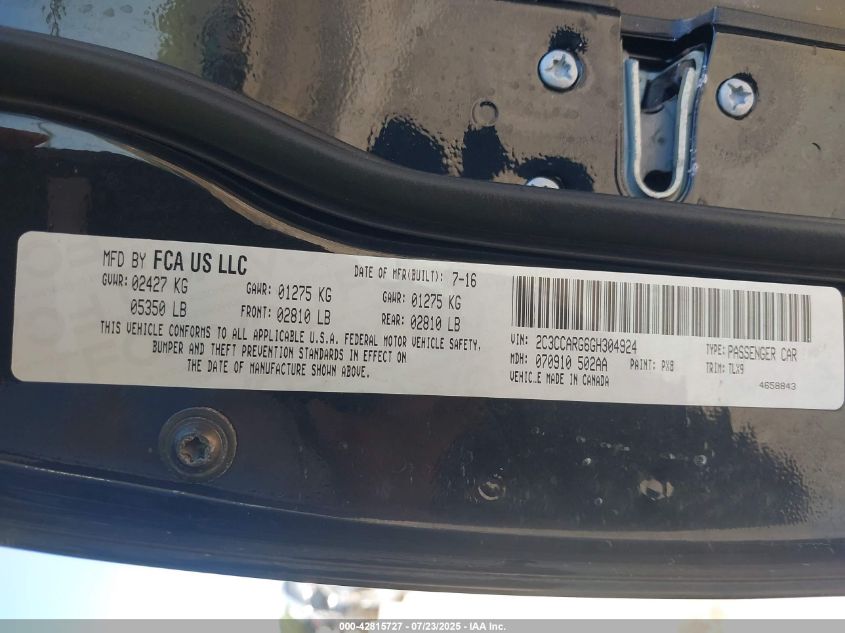 MFD BY FCA US LLC
DATE OF MFR(BUILT): 7-16
GVWR: 02427 KG
GAWR: 01275 KG
GAWR: 01275 KG
05350 LB
FRONT: 02810 LB
REAR: 02810 LB
THIS VEHICLE CONFORMS TO ALL APPLICABLE U.S.A. FEDERAL MOTOR VEHICLE SAFETY,
BUMPER AND THEFT PREVENTION STANDARDS IN EFFECT ON
THE DATE OF MANUFACTURE SHOWN ABOVE.
VIN: 2C3CCARG6GH304924
TYPE: PASSENGER CAR
MDH: 070910 502AA
PAINT: PX8
TRIM: TLX9
VEHIC_E MADE IN CANADA
4658843
000-42815727 - 07/23/2025 - IAA Inc.